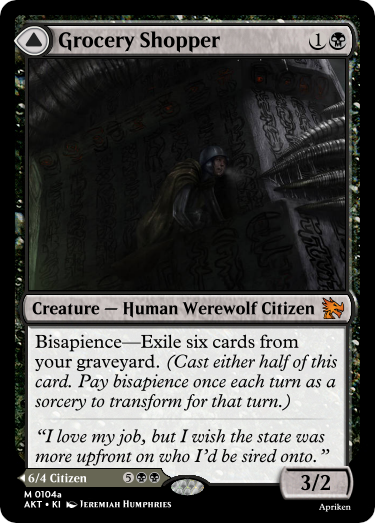 Grocery Shopper 1
Creature — Human Werewolf Citizen
Bisapience—Exile six cards from
your graveyard. (Cast either half of this
card. Pay bisapience once each turn as a
sorcery to transform for that turn.)
“I love my job, but I wish the state was
more upfront on who I’d be sired onto.”
6/4 Citizen 5
3/2
M 0104a
AKT • KI Jeremiah Humphries
Apriken